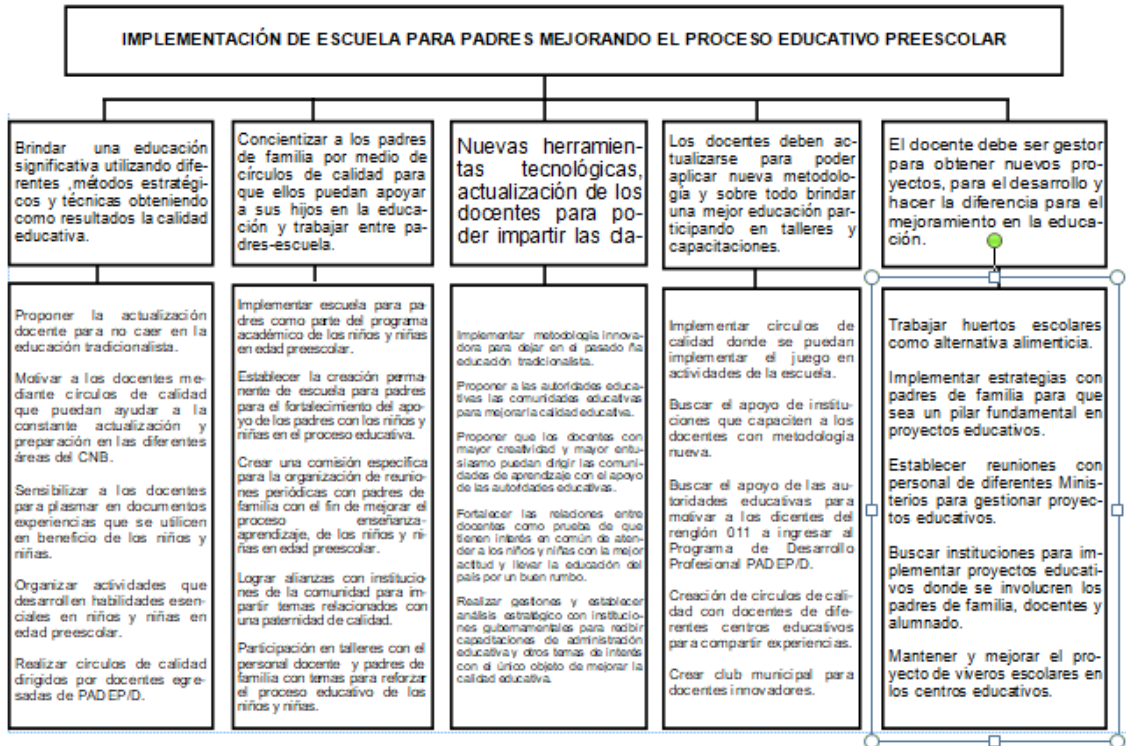 IMPLEMENTACIÓN DE ESCUELA PARA PADRES MEJORANDO EL PROCESO EDUCATIVO PREESCOLAR
Brindar una educación
significativa utilizando dife-
rentes ,métodos estratégi-
cos y técnicas obteniendo
como resultados la calidad
educativa.
Concientizar a los padres
de familia por medio de
círculos de calidad para
que ellos puedan apoyar
a sus hijos en la educa-
ción y trabajar entre pa-
dres-escuela.
Nuevas herramien-
tas tecnológicas,
actualización de los
docentes para po-
der impartir las cla-
Los docentes deben ac-
tualizarse para poder
aplicar nueva metodolo-
gía y sobre todo brindar
una mejor educación par-
ticipando en talleres y
capacitaciones.
El docente debe ser gestor
para obtener nuevos pro-
yectos, para el desarrollo y
hacer la diferencia para el
mejoramiento en la educa-
ción.
Proponer la actualización
docente para no caer en la
educación tradicionalista.
Motivar a los docentes me-
diante círculos de calidad
que puedan ayudar a la
constante actualización y
preparación en las diferentes
áreas del CNB.
Sensibilizar a los docentes
para plasmar en documentos
experiencias que se utilicen
en beneficio de los niños y
niñas.
Organizar actividades que
desarrollen habilidades esen-
ciales en niños y niñas en
edad preescolar.
Realizar círculos de calidad
dirigidos por docentes egre-
sadas de PADEP/D.
Implementar escuela para pa-
dres como parte del programa
académico de los niños y niñas
en edad preescolar.
Establecer la creación perma-
nente de escuela para padres
para el fortalecimiento del apo-
yo de los padres con los niños y
niñas en el proceso educativa.
Crear una comisión específica
para la organización de reunio-
nes periódicas con padres de
familia con el fin de mejorar el
proceso enseñanza-
aprendizaje, de los niños y ni-
ñas en edad preescolar.
Lograr alianzas con institucio-
nes de la comunidad para im-
partir temas relacionados con
una paternidad de calidad.
Participación en talleres con el
personal docente y padres de
familia con temas para reforzar
el proceso educativo de los
niños y niñas.
Implementar metodología innova-
dora para dejar en el pasado ña
educación tradicionalista.
Proponer a las autoridades educa-
tivas las comunidades educativas
para mejorar la calidad educativa.
Proponer que los docentes con
mayor creatividad y mayor entu-
siasmo puedan dirigir las comuni-
dades de aprendizaje con el apoyo
de las autoridades educativas.
Fortalecer las relaciones entre
docentes como prueba de que
tienen interés en común de aten-
der a los niños y niñas con la mejor
actitud y llevar la educación del
país por un buen rumbo.
Realizar gestiones y establecer
análisis estratégico con institucio-
nes gubernamentales para recibir
capacitaciones de administración
educativa y otros temas de interés
con el único objeto de mejorar la
calidad educativa.
Implementar círculos de
calidad donde se puedan
implementar el juego en
actividades de la escuela.
Buscar el apoyo de institu-
ciones que capaciten a los
docentes con metodología
nueva.
Buscar el apoyo de las au-
toridades educativas para
motivar a los dicentes del
renglón 011 a ingresar al
Programa de Desarrollo
Profesional PADEP/D.
Creación de círculos de cali-
dad con docentes de dife-
rentes centros educativos
para compartir experiencias.
Crear club municipal para
docentes innovadores.
Trabajar huertos escolares
como alternativa alimenticia.
Implementar estrategias con
padres de familia para que
sea un pilar fundamental en
proyectos educativos.
Establecer reuniones con
personal de diferentes Minis-
terios para gestionar proyec-
tos educativos.
Buscar instituciones para im-
plementar proyectos educati-
vos donde se involucren los
padres de familia, docentes y
alumnado.
Mantener y mejorar el pro-
yecto de viveros escolares en
los centros educativos.